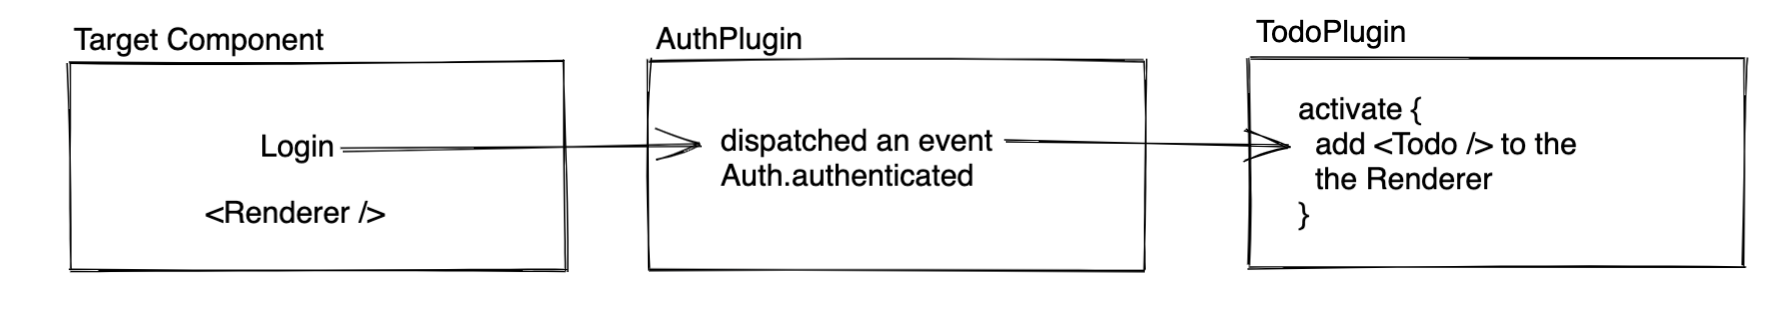 Target Component
Login
<Renderer />
AuthPlugin
dispatched an event
Auth.authenticated
TodoPlugin
activate {
add <Todo /> to the
the Renderer
}